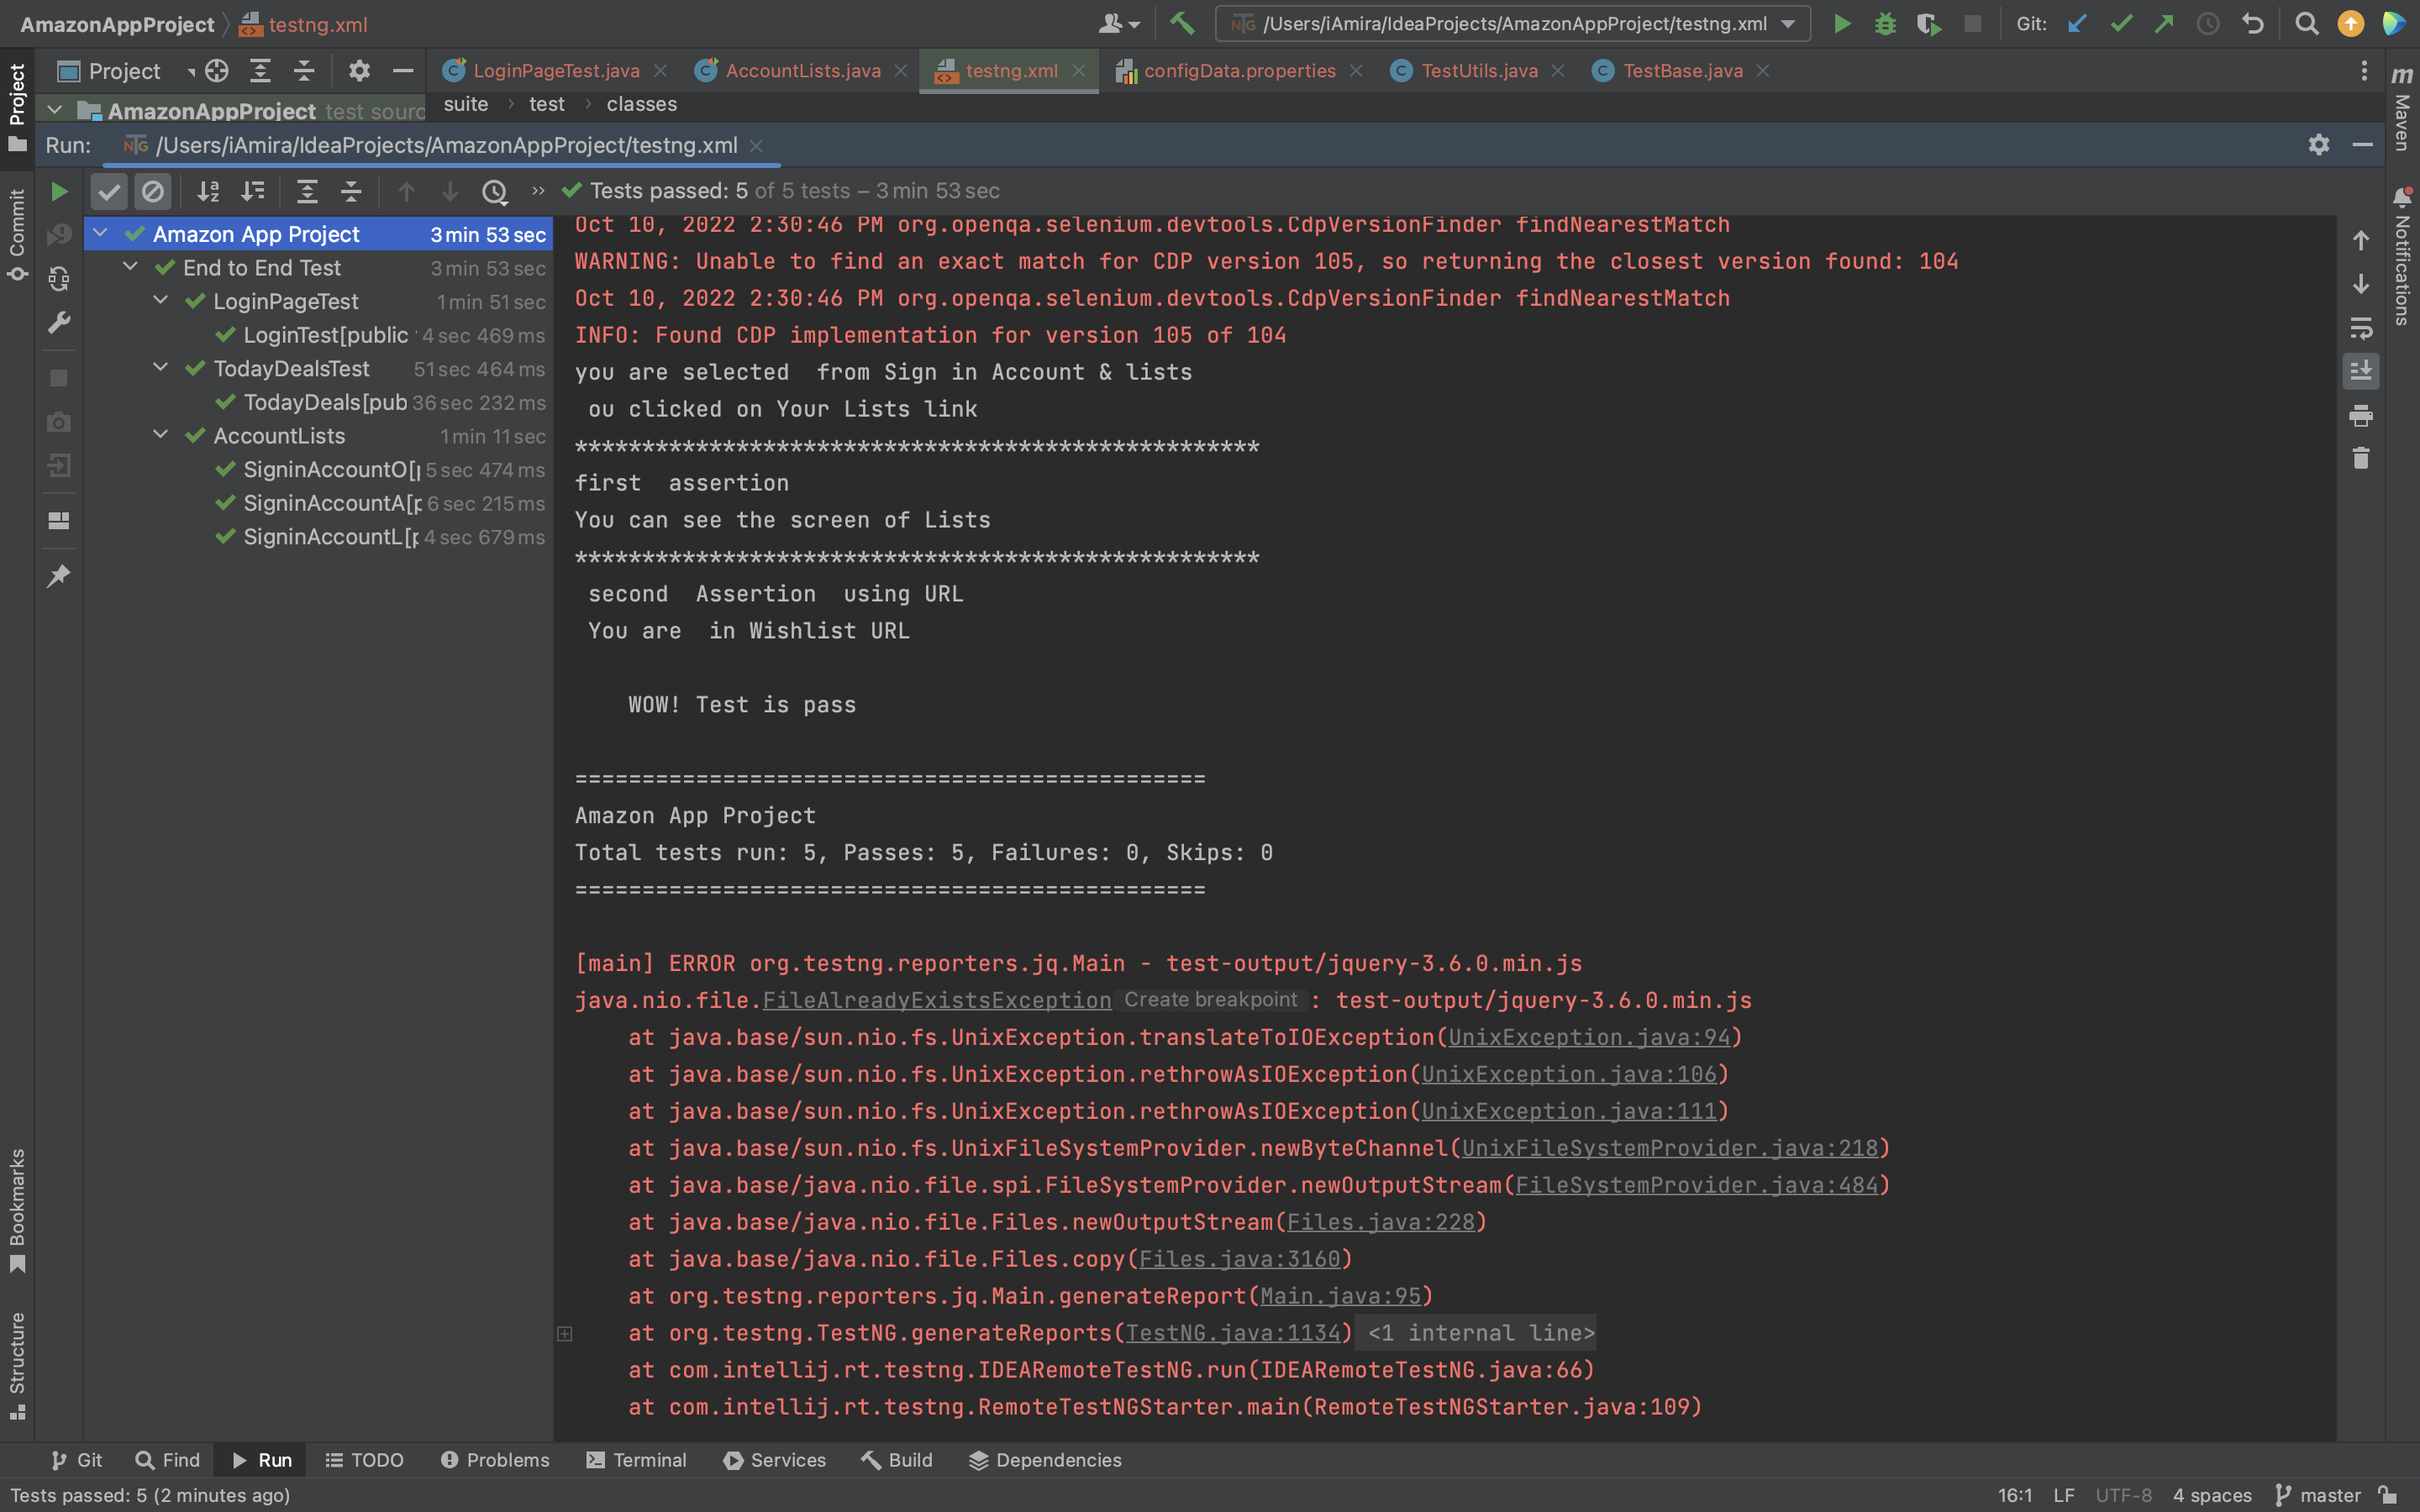 AmazonAppProject testng.xml
/Users/iAmira/IdeaProjects/AmazonAppProject/testng.xml
Git:
Project
LoginPageTest.java
AccountLists.java
testng.xml
configData.properties
TestUtils.java
TestBase.java
AmazonAppProject test sourc
suite › test › classes
Run: /Users/iAmira/IdeaProjects/AmazonAppProject/testng.xml
Tests passed: 5 of 5 tests – 3 min 53 sec
Amazon App Project 3 min 53 sec
End to End Test 3 min 53 sec
LoginPageTest 1 min 51 sec
LoginTest[public 4 sec 469 ms
TodayDealsTest 51 sec 464 ms
TodayDeals[pub 36 sec 232 ms
AccountLists 1 min 11 sec
SigninAccountO[p 5 sec 474 ms
SigninAccountA[p 6 sec 215 ms
SigninAccountL[p 4 sec 679 ms
Oct 10, 2022 2:30:46 PM org.openqa.selenium.devtools.CdpVersionFinder findNearestMatch
WARNING: Unable to find an exact match for CDP version 105, so returning the closest version found: 104
Oct 10, 2022 2:30:46 PM org.openqa.selenium.devtools.CdpVersionFinder findNearestMatch
INFO: Found CDP implementation for version 105 of 104
you are selected  from Sign in Account & lists
 ou clicked on Your Lists link
***************************************************
first  assertion
You can see the screen of Lists
***************************************************
 second  Assertion  using URL
 You are  in Wishlist URL
    WOW! Test is pass
===============================================
Amazon App Project
Total tests run: 5, Passes: 5, Failures: 0, Skips: 0
===============================================
[main] ERROR org.testng.reporters.jq.Main - test-output/jquery-3.6.0.min.js
java.nio.file.FileAlreadyExistsException Create breakpoint : test-output/jquery-3.6.0.min.js
    at java.base/sun.nio.fs.UnixException.translateToIOException(UnixException.java:94)
    at java.base/sun.nio.fs.UnixException.rethrowAsIOException(UnixException.java:106)
    at java.base/sun.nio.fs.UnixException.rethrowAsIOException(UnixException.java:111)
    at java.base/sun.nio.fs.UnixFileSystemProvider.newByteChannel(UnixFileSystemProvider.java:218)
    at java.base/java.nio.file.spi.FileSystemProvider.newOutputStream(FileSystemProvider.java:484)
    at java.base/java.nio.file.Files.newOutputStream(Files.java:228)
    at java.base/java.nio.file.Files.copy(Files.java:3160)
    at org.testng.reporters.jq.Main.generateReport(Main.java:95)
    at org.testng.TestNG.generateReports(TestNG.java:1134) <1 internal line>
    at com.intellij.rt.testng.IDEARemoteTestNG.run(IDEARemoteTestNG.java:66)
    at com.intellij.rt.testng.RemoteTestNGStarter.main(RemoteTestNGStarter.java:109)
Project
Commit
Bookmarks
Structure
m Maven
Notifications
Git Find Run TODO Problems Terminal Services Build Dependencies
Tests passed: 5 (2 minutes ago)
16:1 LF UTF-8 4 spaces master